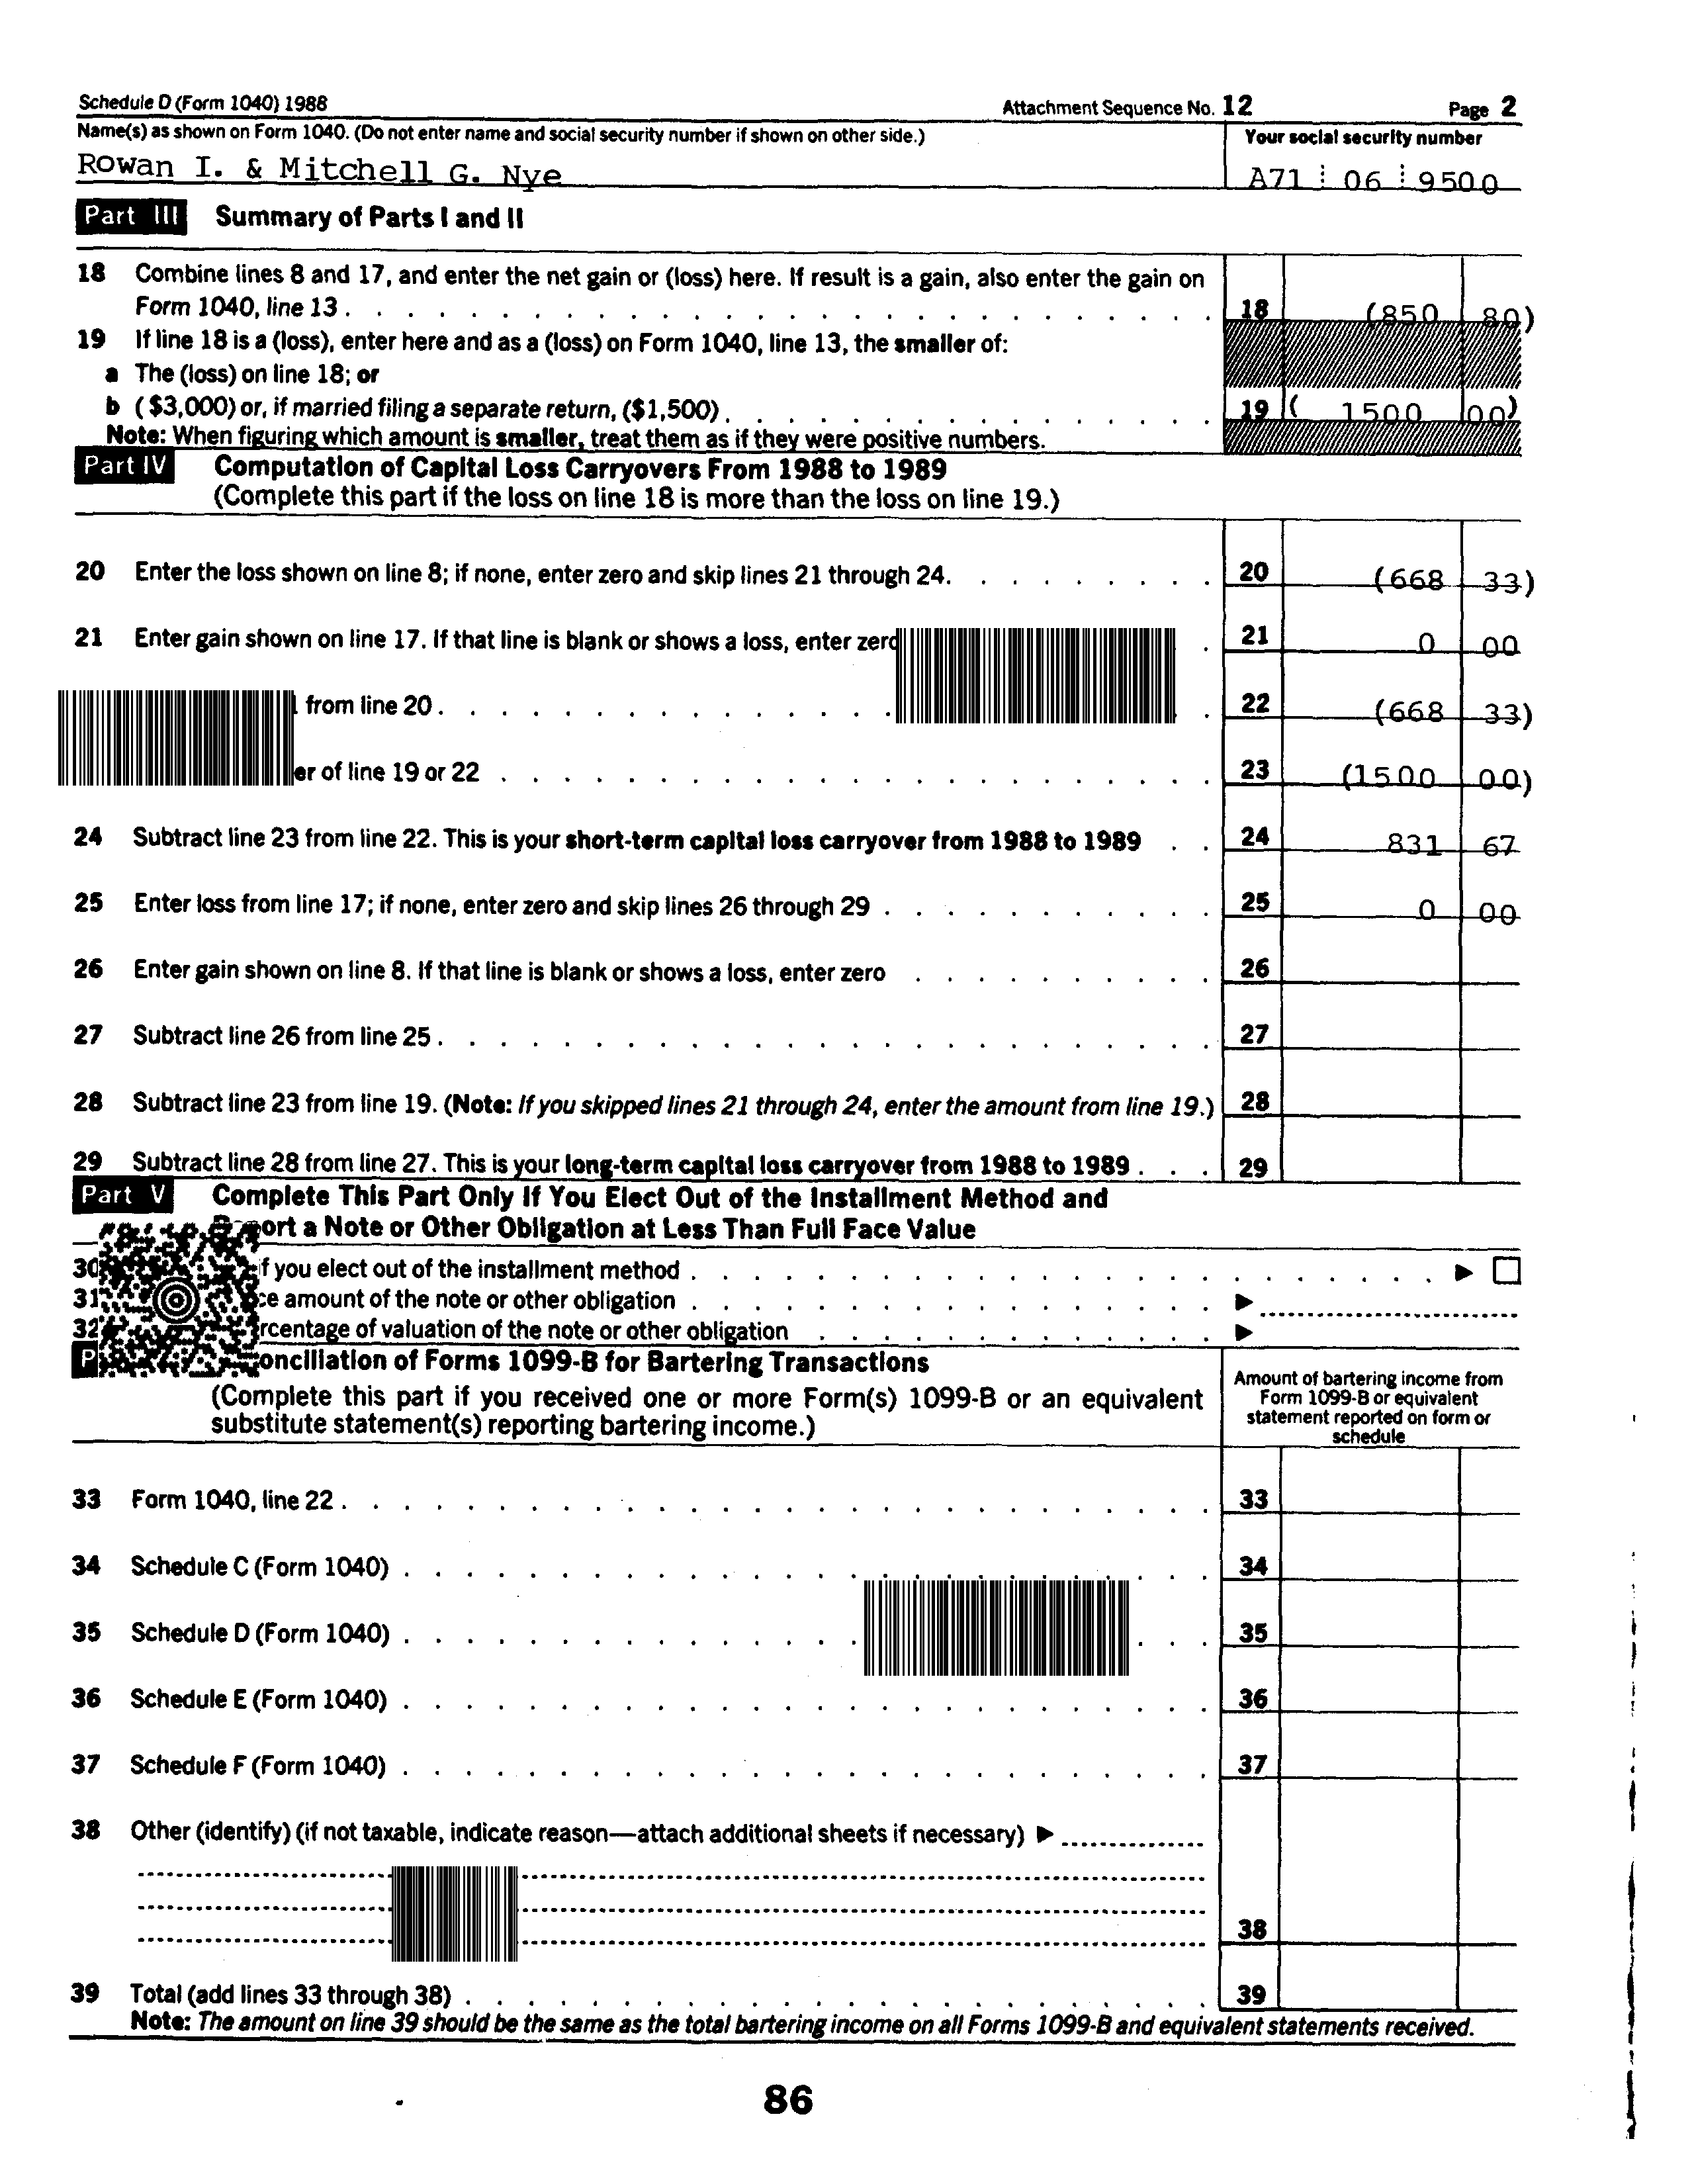 Schedule D (Form 1040) 1988 Attachment Sequence No. 12 Page 2
Name(s) as shown on Form 1040. (Do not enter name and social security number if shown on other side.) Your social security number
Rowan I. & Mitchell G. Nye A71 06 9500
Part III Summary of Parts I and II
18 Combine lines 8 and 17, and enter the net gain or (loss) here. If result is a gain, also enter the gain on
Form 1040, line 13 . 18 (850 80)
19 If line 18 is a (loss), enter here and as a (loss) on Form 1040, line 13, the smaller of:
a The (loss) on line 18; or
b ($3,000) or, if married filing a separate return, ($1,500) . 19 ( 1500 00)
Note: When figuring which amount is smaller, treat them as if they were positive numbers.
Part IV Computation of Capital Loss Carryovers From 1988 to 1989
(Complete this part if the loss on line 18 is more than the loss on line 19.)
20 Enter the loss shown on line 8; if none, enter zero and skip lines 21 through 24. 20 (668 33)
21 Enter gain shown on line 17. If that line is blank or shows a loss, enter zero 21 0 00
from line 20 . 22 (668 33)
er of line 19 or 22 . 23 (1500 00)
24 Subtract line 23 from line 22. This is your short-term capital loss carryover from 1988 to 1989 . . 24 831 67
25 Enter loss from line 17; if none, enter zero and skip lines 26 through 29 . 25 0 00
26 Enter gain shown on line 8. If that line is blank or shows a loss, enter zero . 26
27 Subtract line 26 from line 25 . 27
28 Subtract line 23 from line 19. (Note: If you skipped lines 21 through 24, enter the amount from line 19.) 28
29 Subtract line 28 from line 27. This is your long-term capital loss carryover from 1988 to 1989 . . . 29
Part V Complete This Part Only If You Elect Out of the Installment Method and
ort a Note or Other Obligation at Less Than Full Face Value
30 if you elect out of the installment method . ▶
31 ce amount of the note or other obligation . ▶
32 rcentage of valuation of the note or other obligation . ▶
P onciliation of Forms 1099-B for Bartering Transactions
(Complete this part if you received one or more Form(s) 1099-B or an equivalent
substitute statement(s) reporting bartering income.)
Amount of bartering income from
Form 1099-B or equivalent
statement reported on form or
schedule
33 Form 1040, line 22 . 33
34 Schedule C (Form 1040) . 34
35 Schedule D (Form 1040) . 35
36 Schedule E (Form 1040) . 36
37 Schedule F (Form 1040) . 37
38 Other (identify) (if not taxable, indicate reason—attach additional sheets if necessary) ▶
38
39 Total (add lines 33 through 38) . 39
Note: The amount on line 39 should be the same as the total bartering income on all Forms 1099-B and equivalent statements received.
86